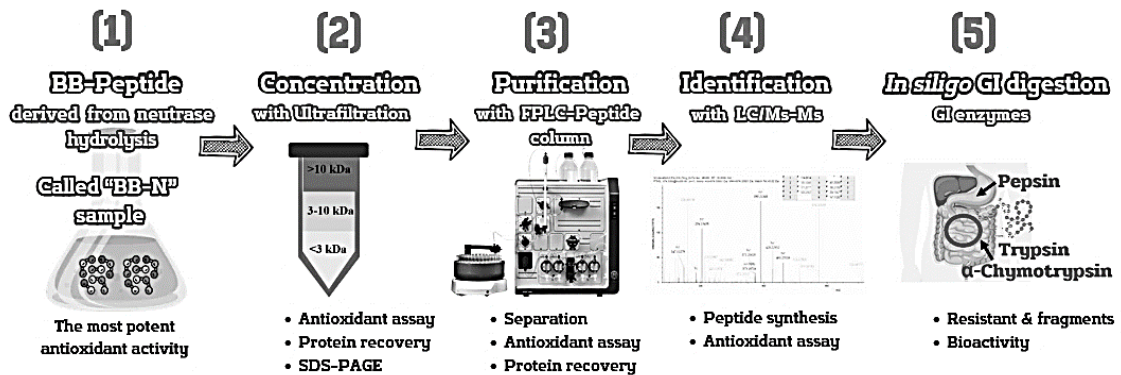 (1)
BB-Peptide
derived from neutrase
hydrolysis
Called "BB-N"
sample
The most potent
antioxidant activity
(2)
Concentration
with Ultrafiltration
>10 kDa
3-10 kDa
<3 kDa
• Antioxidant assay
• Protein recovery
• SDS-PAGE
(3)
Purification
with FPLC-Peptide
column
• Separation
• Antioxidant assay
• Protein recovery
(4)
Identification
with LC/Ms-Ms
• Peptide synthesis
• Antioxidant assay
(5)
In siligo GI digestion
GI enzymes
Pepsin
Trypsin
α-Chymotrypsin
• Resistant & fragments
• Bioactivity